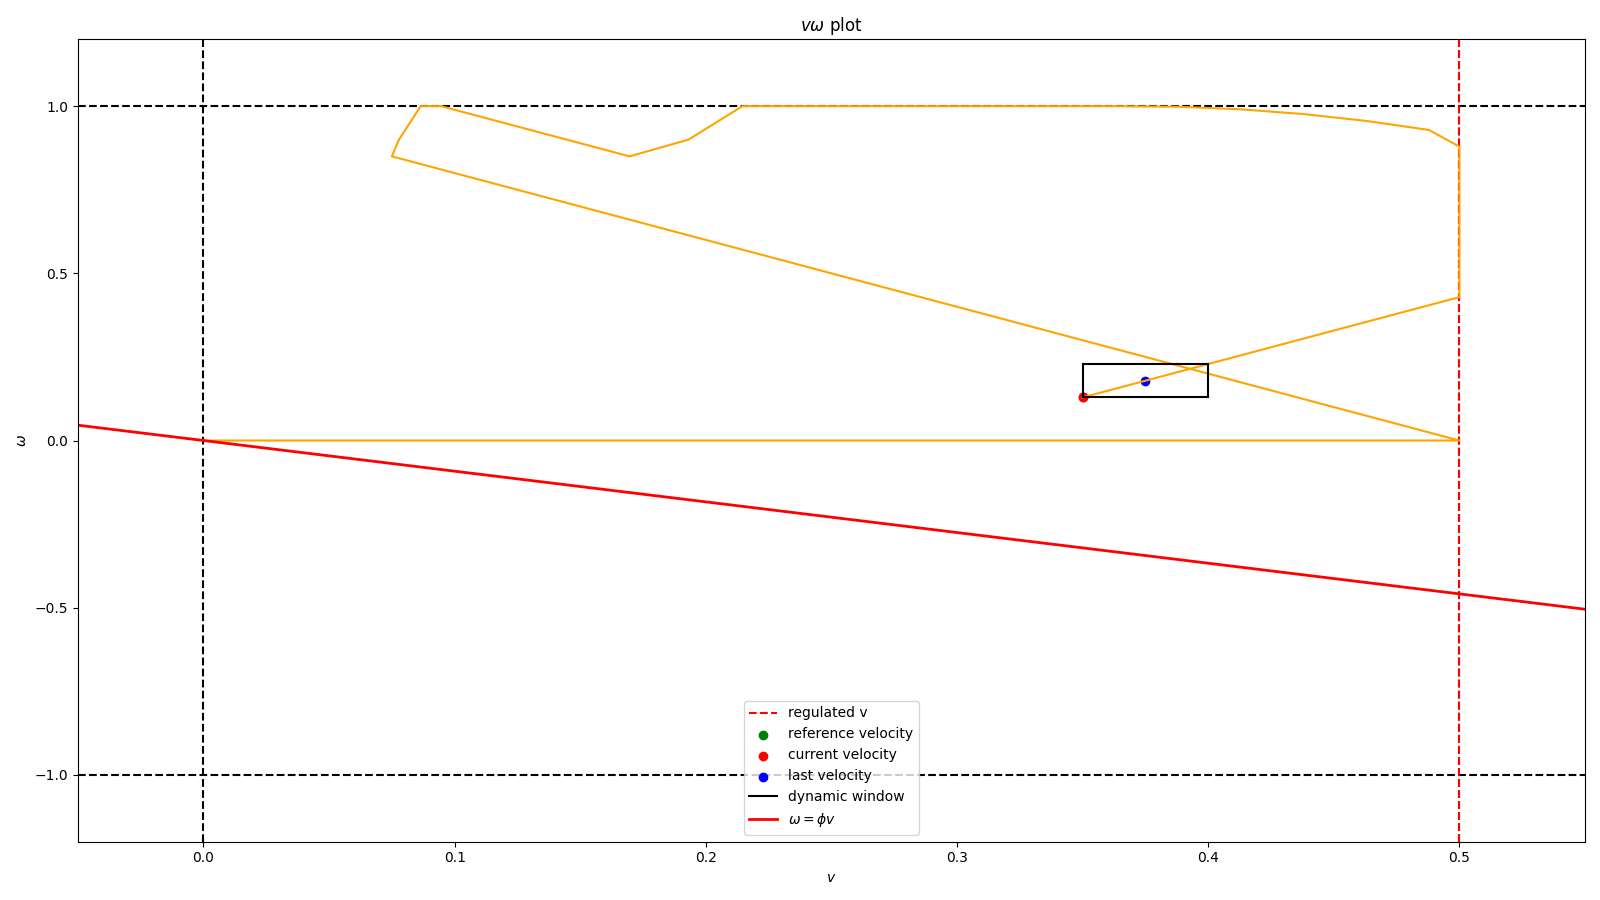 vω plot
1.0
0.5
0.0
−0.5
−1.0
ω
0.0 0.1 0.2 0.3 0.4 0.5
v
regulated v
reference velocity
current velocity
last velocity
dynamic window
ω = ϕv